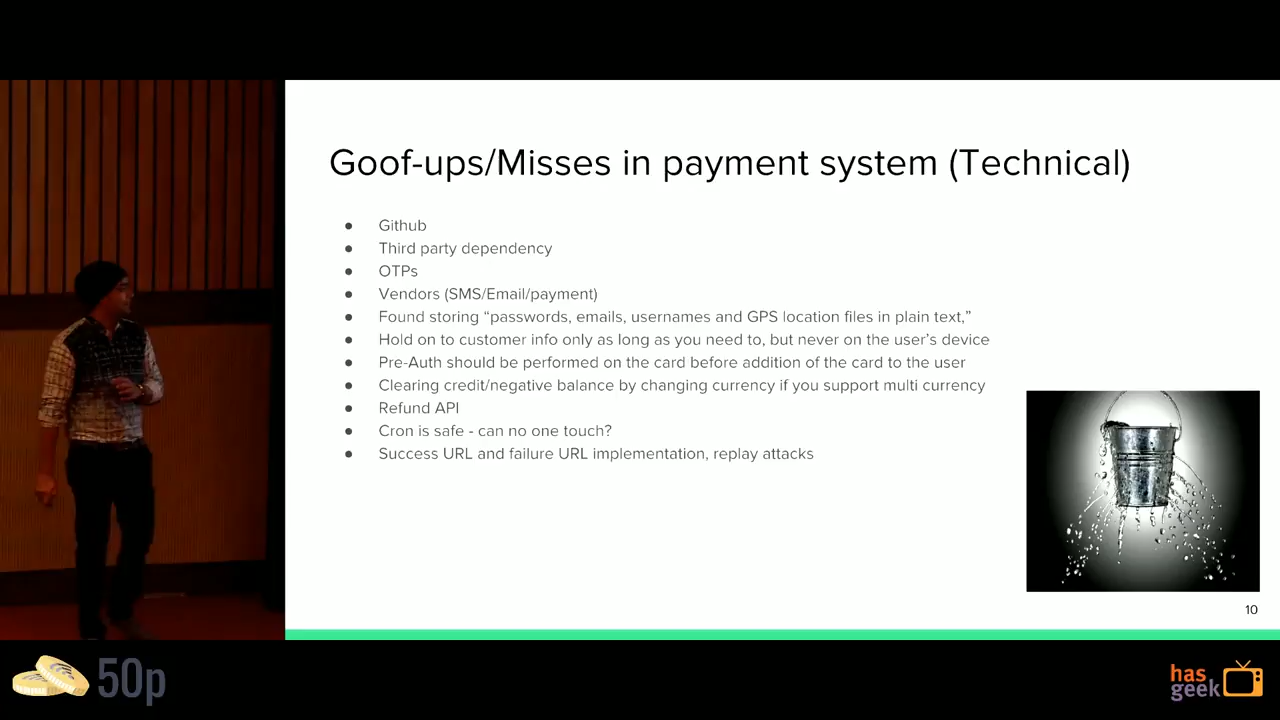 Goof-ups/Misses in payment system (Technical)
● Github
● Third party dependency
● OTPs
● Vendors (SMS/Email/payment)
● Found storing “passwords, emails, usernames and GPS location files in plain text,”
● Hold on to customer info only as long as you need to, but never on the user’s device
● Pre-Auth should be performed on the card before addition of the card to the user
● Clearing credit/negative balance by changing currency if you support multi currency
● Refund API
● Cron is safe - can no one touch?
● Success URL and failure URL implementation, replay attacks
10
50p
has
geek